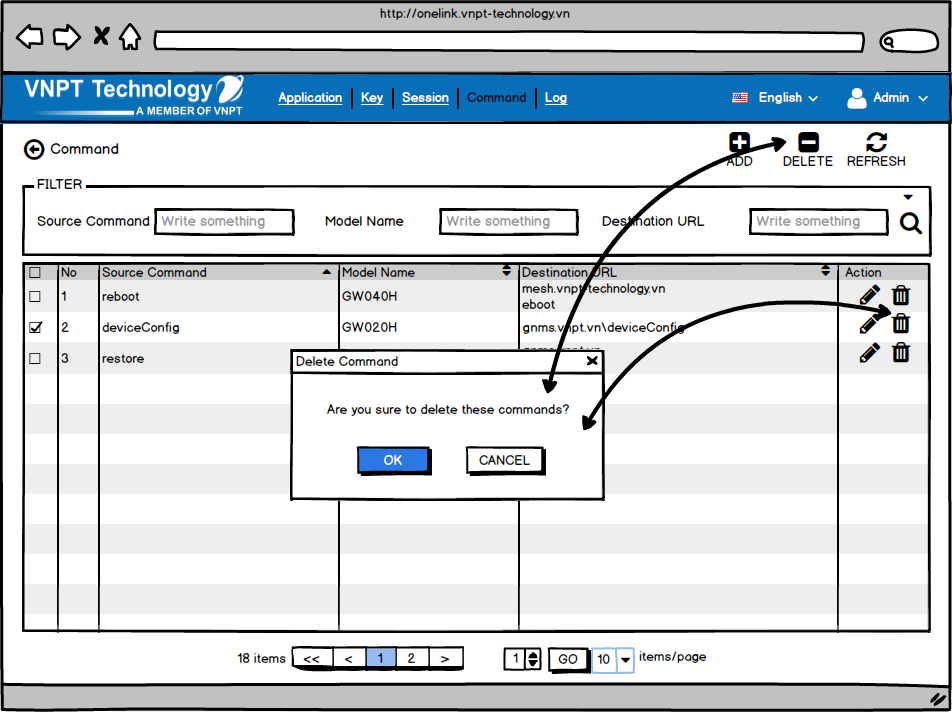 http://onelink.vnpt-technology.vn
VNPT Technology
A MEMBER OF VNPT
Application Key Session Command Log
English Admin
Command
ADD DELETE REFRESH
FILTER
Source Command Write something Model Name Write something Destination URL Write something
No Source Command Model Name Destination URL Action
1 reboot GW040H mesh.vnpt-technology.vn
eboot
2 deviceConfig GW020H gnms.vnpt.vn\deviceConfig
3 restore
Delete Command
Are you sure to delete these commands?
OK CANCEL
18 items << < 1 2 > 1 GO 10 items/page